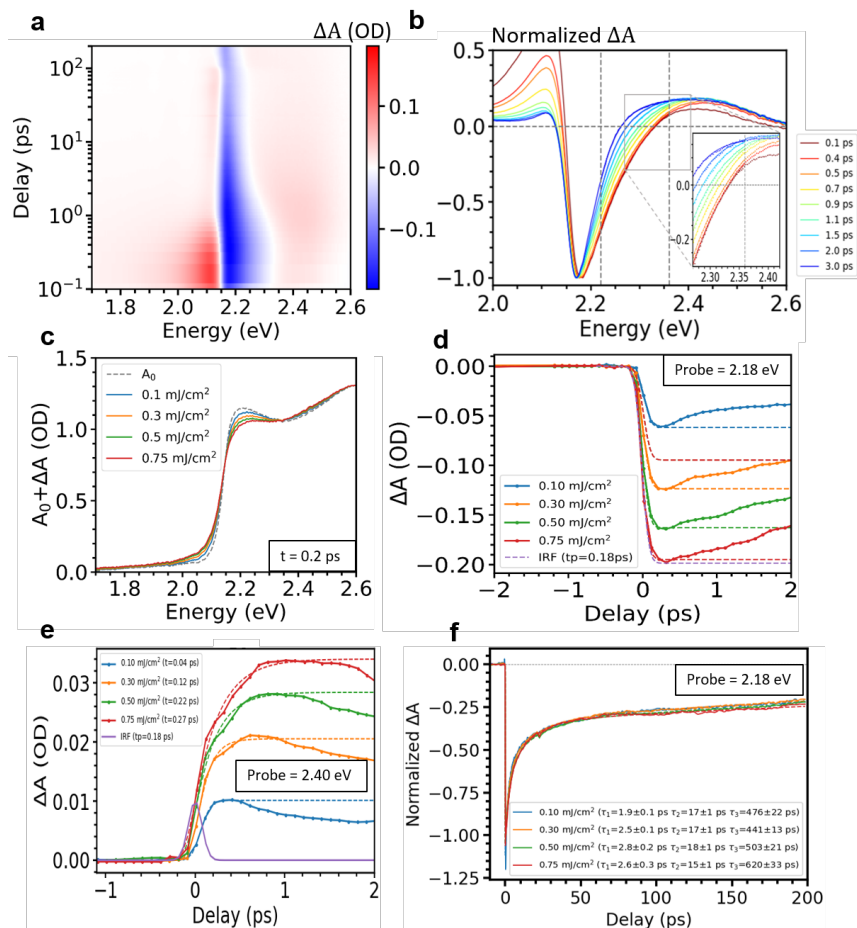 a
ΔA (OD)
10²
10¹
10⁰
10⁻¹
Delay (ps)
1.8 2.0 2.2 2.4 2.6
Energy (eV)
0.1
0.0
−0.1
b
Normalized ΔA
0.5
0.0
−0.5
−1.0
2.0 2.2 2.4 2.6
Energy (eV)
0.0
−0.2
2.30 2.35 2.40
0.1 ps
0.4 ps
0.5 ps
0.7 ps
0.9 ps
1.1 ps
1.5 ps
2.0 ps
3.0 ps
c
A₀+ΔA (OD)
1.5
1.0
0.5
0.0
A₀
0.1 mJ/cm²
0.3 mJ/cm²
0.5 mJ/cm²
0.75 mJ/cm²
t = 0.2 ps
1.8 2.0 2.2 2.4 2.6
Energy (eV)
d
ΔA (OD)
0.00
−0.05
−0.10
−0.15
−0.20
Probe = 2.18 eV
0.10 mJ/cm²
0.30 mJ/cm²
0.50 mJ/cm²
0.75 mJ/cm²
IRF (tp=0.18ps)
−2 −1 0 1 2
Delay (ps)
e
ΔA (OD)
0.03
0.02
0.01
0.00
0.10 mJ/cm² (t=0.04 ps)
0.30 mJ/cm² (t=0.12 ps)
0.50 mJ/cm² (t=0.22 ps)
0.75 mJ/cm² (t=0.27 ps)
IRF (tp=0.18 ps)
Probe = 2.40 eV
−1 0 1 2
Delay (ps)
f
Normalized ΔA
0.00
−0.25
−0.50
−0.75
−1.00
−1.25
Probe = 2.18 eV
0.10 mJ/cm² (τ₁=1.9±0.1 ps τ₂=17±1 ps τ₃=476±22 ps)
0.30 mJ/cm² (τ₁=2.5±0.1 ps τ₂=17±1 ps τ₃=441±13 ps)
0.50 mJ/cm² (τ₁=2.8±0.2 ps τ₂=18±1 ps τ₃=503±21 ps)
0.75 mJ/cm² (τ₁=2.6±0.3 ps τ₂=15±1 ps τ₃=620±33 ps)
0 50 100 150 200
Delay (ps)